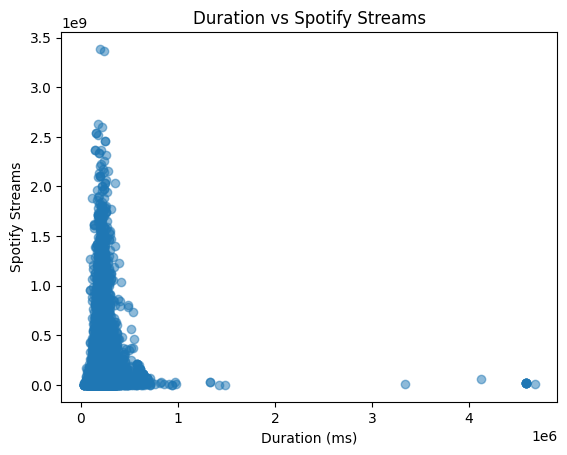 Duration vs Spotify Streams
1e9
3.5
3.0
2.5
2.0
1.5
1.0
0.5
0.0
Spotify Streams
0 1 2 3 4
1e6
Duration (ms)